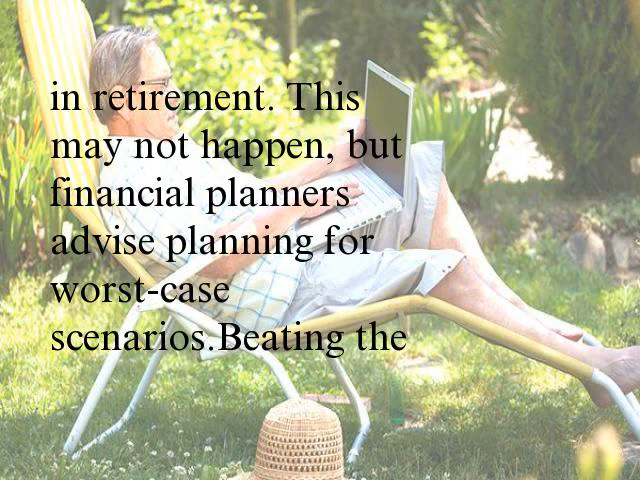 in retirement. This
may not happen, but
financial planners
advise planning for
worst-case
scenarios.Beating the